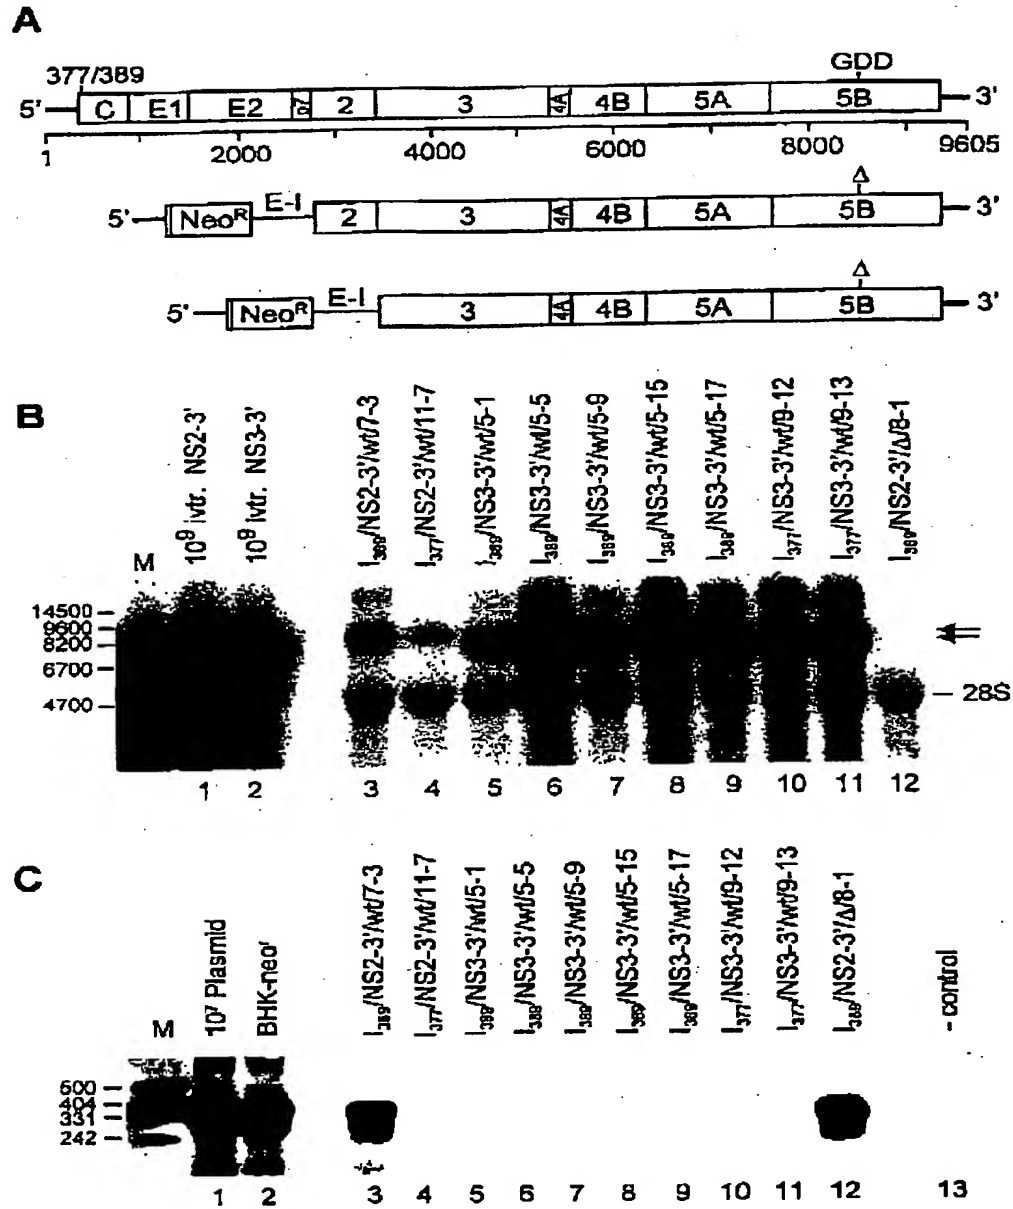 A
377/389
GDD
5' C E1 E2 p7 2 3 4A 4B 5A 5B 3'
1 2000 4000 6000 8000 9605
Δ
5' Neoᴿ E-I 2 3 4A 4B 5A 5B 3'
Δ
5' Neoᴿ E-I 3 4A 4B 5A 5B 3'
B
M
10⁹ ivtr. NS2-3'
10⁹ ivtr. NS3-3'
I₃₈₉/NS2-3'/wt/7-3
I₃₇₇/NS2-3'/wt/11-7
I₃₈₉/NS3-3'/wt/5-1
I₃₈₉/NS3-3'/wt/5-5
I₃₈₉/NS3-3'/wt/5-9
I₃₈₉/NS3-3'/wt/5-15
I₃₈₉/NS3-3'/wt/5-17
I₃₇₇/NS3-3'/wt/9-12
I₃₇₇/NS3-3'/wt/9-13
I₃₈₉/NS2-3'/Δ/8-1
14500
9600
8200
6700
4700
28S
1 2 3 4 5 6 7 8 9 10 11 12
C
M
10⁷ Plasmid
BHK-neoʳ
I₃₈₉/NS2-3'/wt/7-3
I₃₇₇/NS2-3'/wt/11-7
I₃₈₉/NS3-3'/wt/5-1
I₃₈₉/NS3-3'/wt/5-5
I₃₈₉/NS3-3'/wt/5-9
I₃₈₉/NS3-3'/wt/5-15
I₃₈₉/NS3-3'/wt/5-17
I₃₇₇/NS3-3'/wt/9-12
I₃₇₇/NS3-3'/wt/9-13
I₃₈₉/NS2-3'/Δ/8-1
- control
500
404
331
242
1 2 3 4 5 6 7 8 9 10 11 12 13